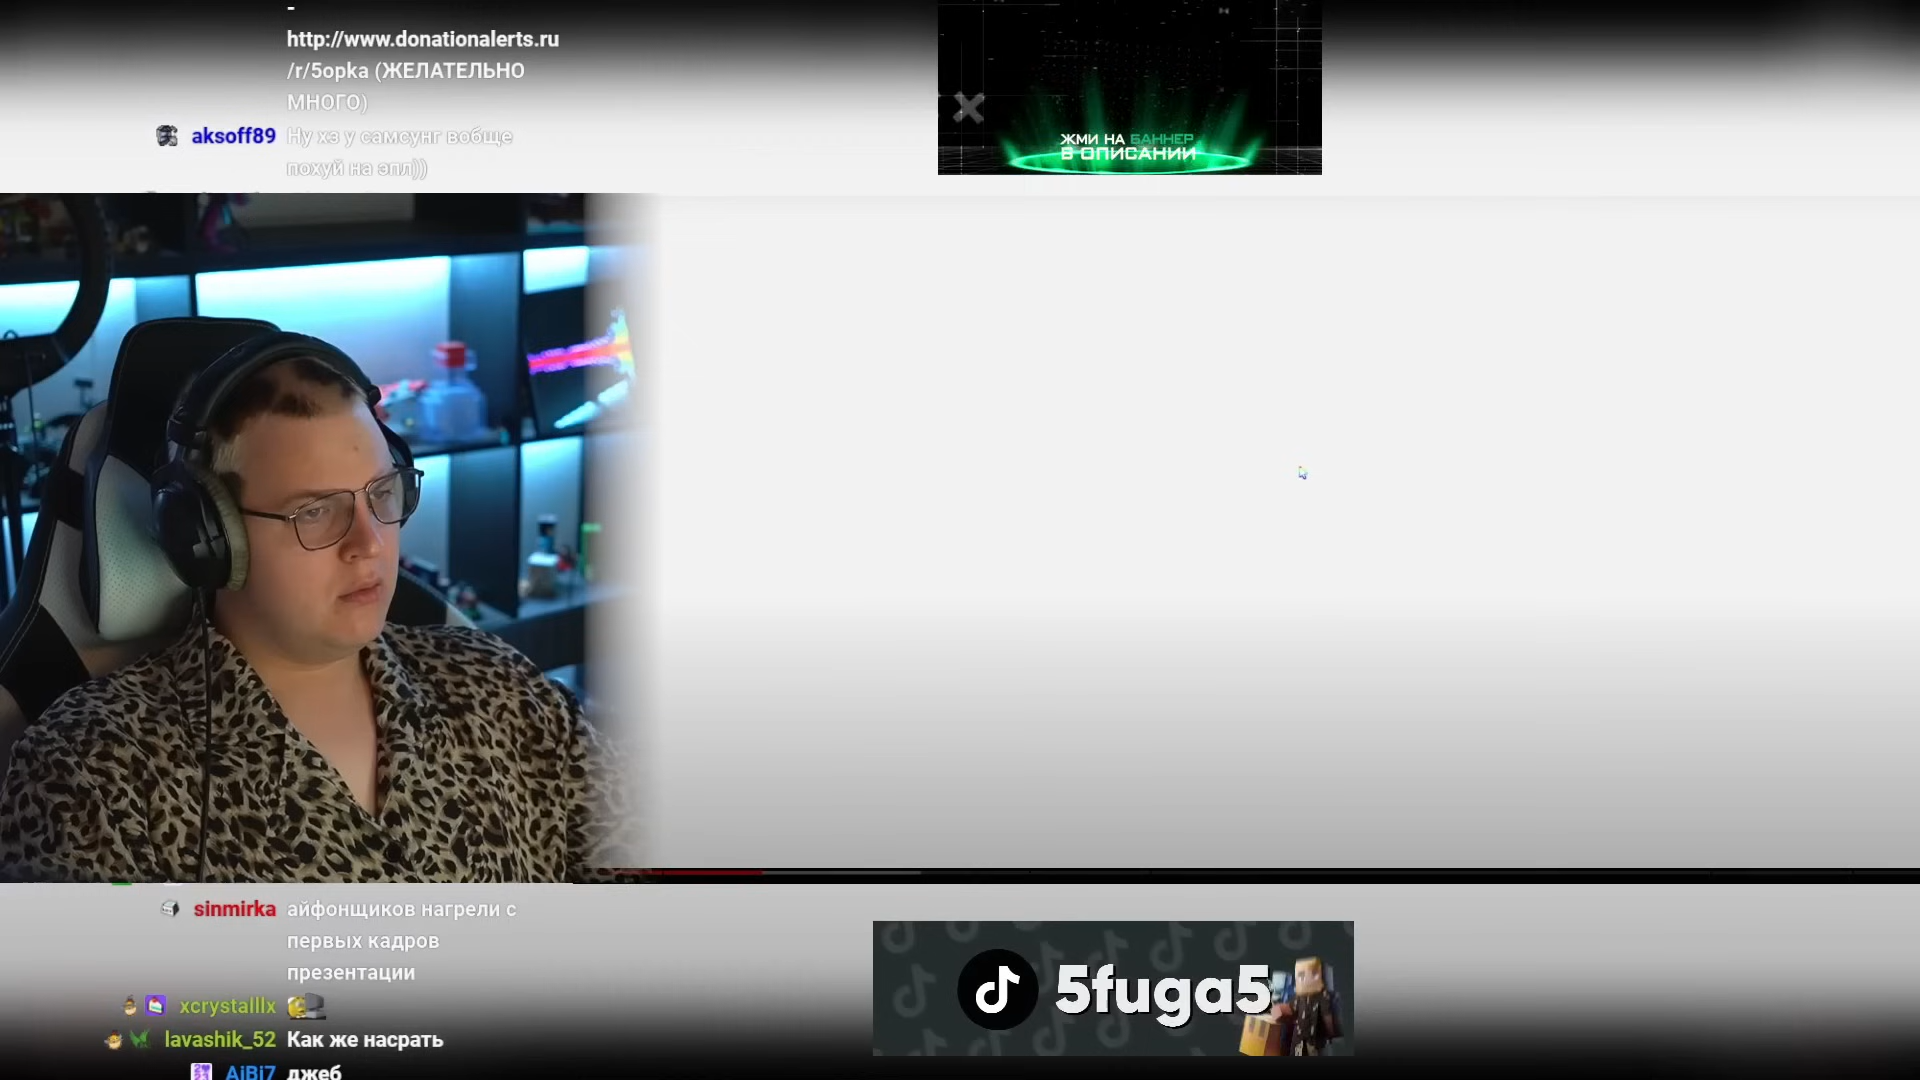 -
http://www.donationalerts.ru
/r/5opka (ЖЕЛАТЕЛЬНО
МНОГО)
aksoff89 Ну хз у самсунг вобще
похуй на эпл))
ЖМИ НА БАННЕР
В ОПИСАНИИ
sinmirka айфонщиков нагрели с
первых кадров
презентации
xcrystalllx
lavashik_52 Как же насрать
AiBi7 джеб
5fuga5